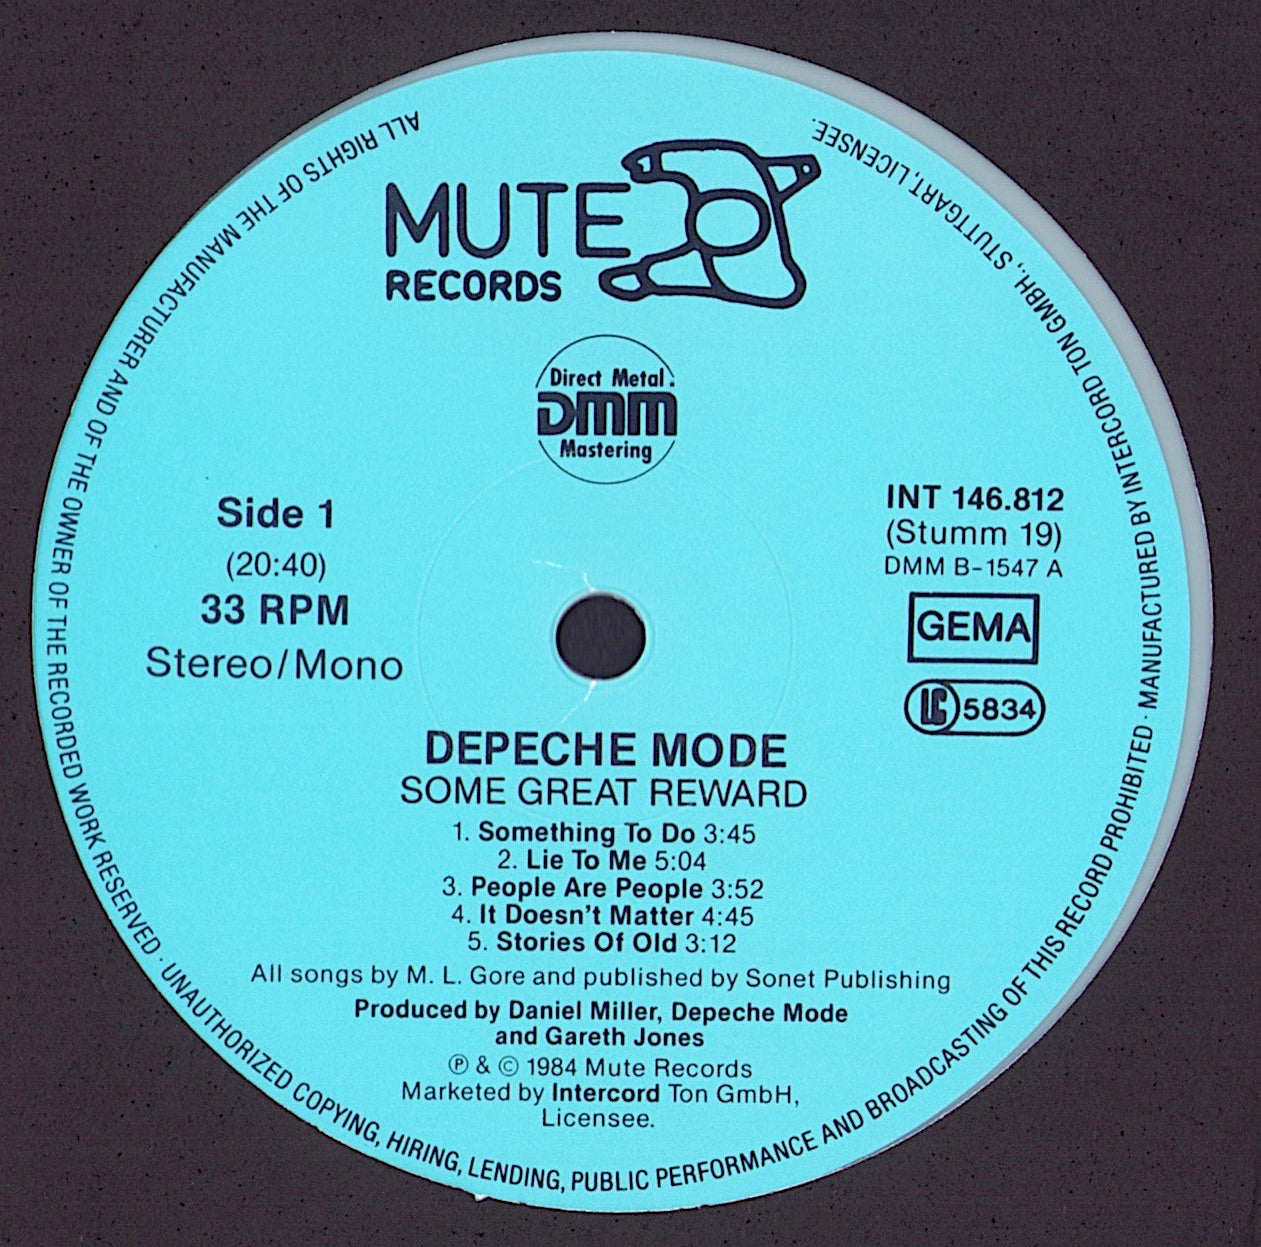 MUTE
RECORDS
Direct Metal
DMM
Mastering
Side 1
(20:40)
33 RPM
Stereo/Mono
INT 146.812
(Stumm 19)
DMM B-1547 A
GEMA
LC 5834
DEPECHE MODE
SOME GREAT REWARD
1. Something To Do 3:45
2. Lie To Me 5:04
3. People Are People 3:52
4. It Doesn't Matter 4:45
5. Stories Of Old 3:12
All songs by M. L. Gore and published by Sonet Publishing
Produced by Daniel Miller, Depeche Mode
and Gareth Jones
℗ & © 1984 Mute Records
Marketed by Intercord Ton GmbH,
Licensee.
ALL RIGHTS OF THE MANUFACTURER AND OF THE OWNER OF THE RECORDED WORK RESERVED · UNAUTHORIZED COPYING, HIRING, LENDING, PUBLIC PERFORMANCE AND BROADCASTING OF THIS RECORD PROHIBITED · MANUFACTURED BY INTERCORD TON GMBH., STUTTGART, LICENSEE.